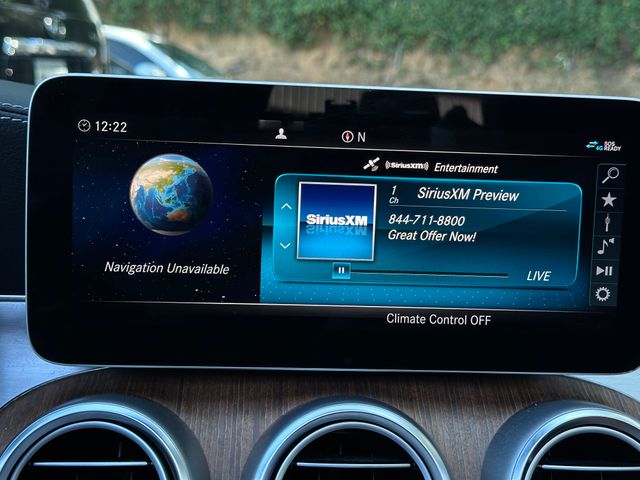 12:22
N
SOS
4G READY
SiriusXM Entertainment
1 SiriusXM Preview
Ch
SiriusXM
844-711-8800
Great Offer Now!
Navigation Unavailable
LIVE
Climate Control OFF